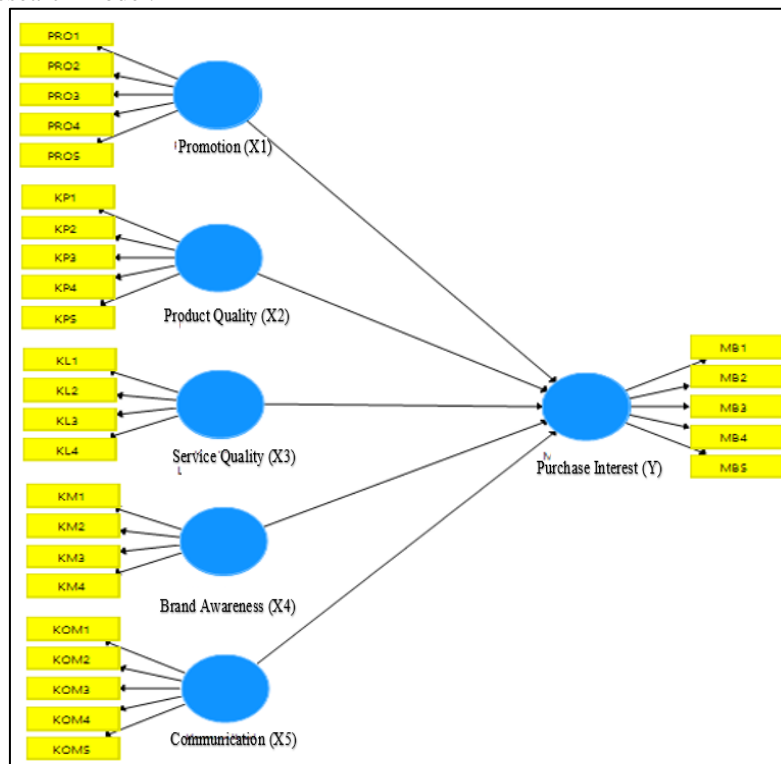 PRO1
PRO2
PRO3
PRO4
PRO5
Promotion (X1)
KP1
KP2
KP3
KP4
KP5
Product Quality (X2)
KL1
KL2
KL3
KL4
Service Quality (X3)
KM1
KM2
KM3
KM4
Brand Awareness (X4)
KOM1
KOM2
KOM3
KOM4
KOM5
Communication (X5)
MB1
MB2
MB3
MB4
MB5
Purchase Interest (Y)